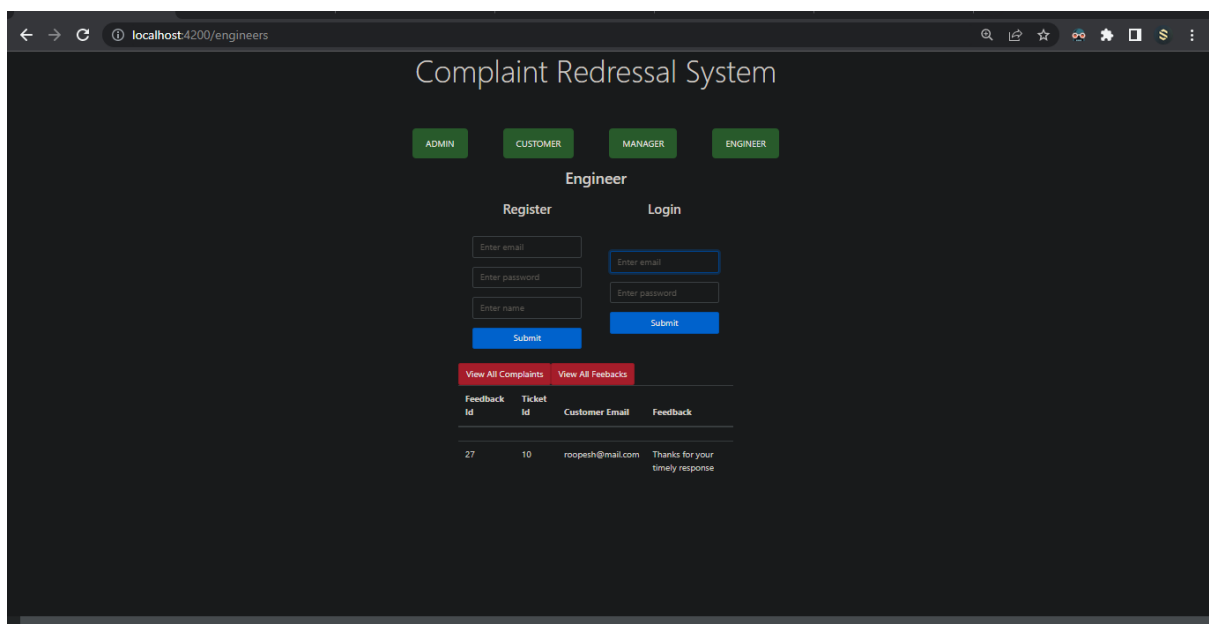 localhost:4200/engineers
S
Complaint Redressal System
ADMIN CUSTOMER MANAGER ENGINEER
Engineer
Register Login
Enter email
Enter email
Enter password
Enter password
Enter name
Submit
Submit
View All Complaints View All Feebacks
Feedback Id Ticket Id Customer Email Feedback
27 10 roopesh@mail.com Thanks for your
timely response